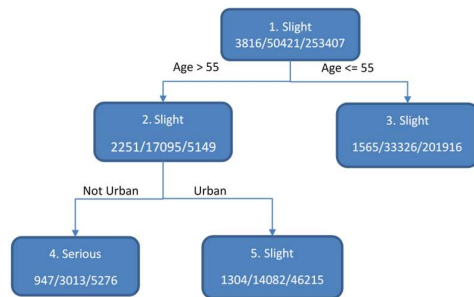 1. Slight
3816/50421/253407
Age > 55
Age <= 55
2. Slight
2251/17095/5149
3. Slight
1565/33326/201916
Not Urban
Urban
4. Serious
947/3013/5276
5. Slight
1304/14082/46215